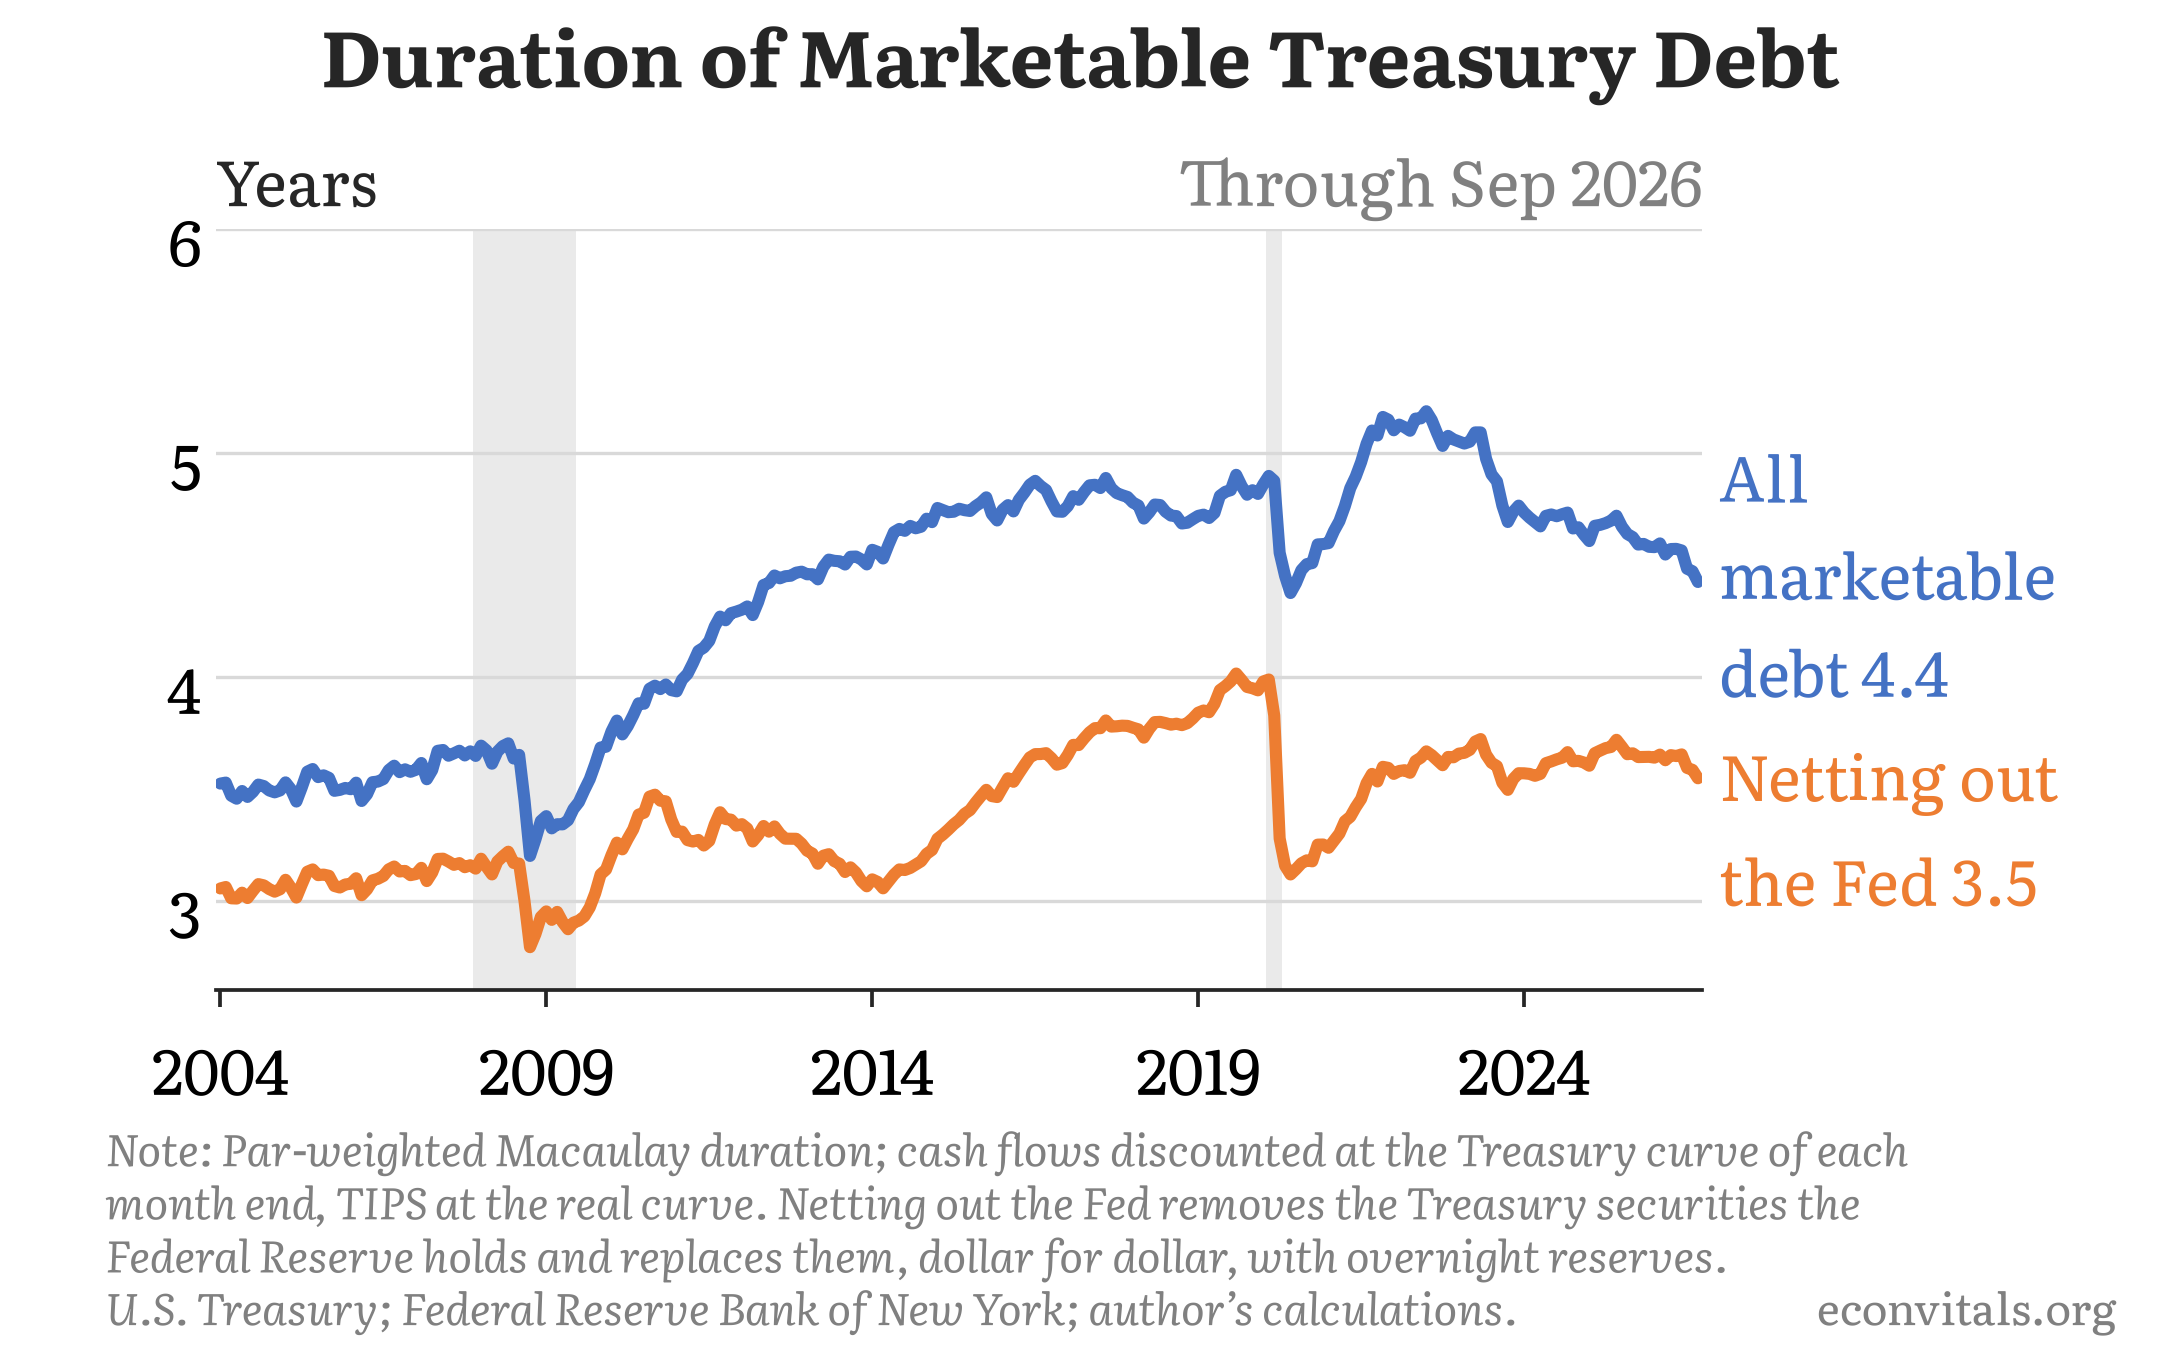 Duration of Marketable Treasury Debt
Years
Through Sep 2026
6
5
4
3
All
marketable
debt 4.4
Netting out
the Fed 3.5
2004 2009 2014 2019 2024
Note: Par-weighted Macaulay duration; cash flows discounted at the Treasury curve of each
month end, TIPS at the real curve. Netting out the Fed removes the Treasury securities the
Federal Reserve holds and replaces them, dollar for dollar, with overnight reserves.
U.S. Treasury; Federal Reserve Bank of New York; author’s calculations.
econvitals.org